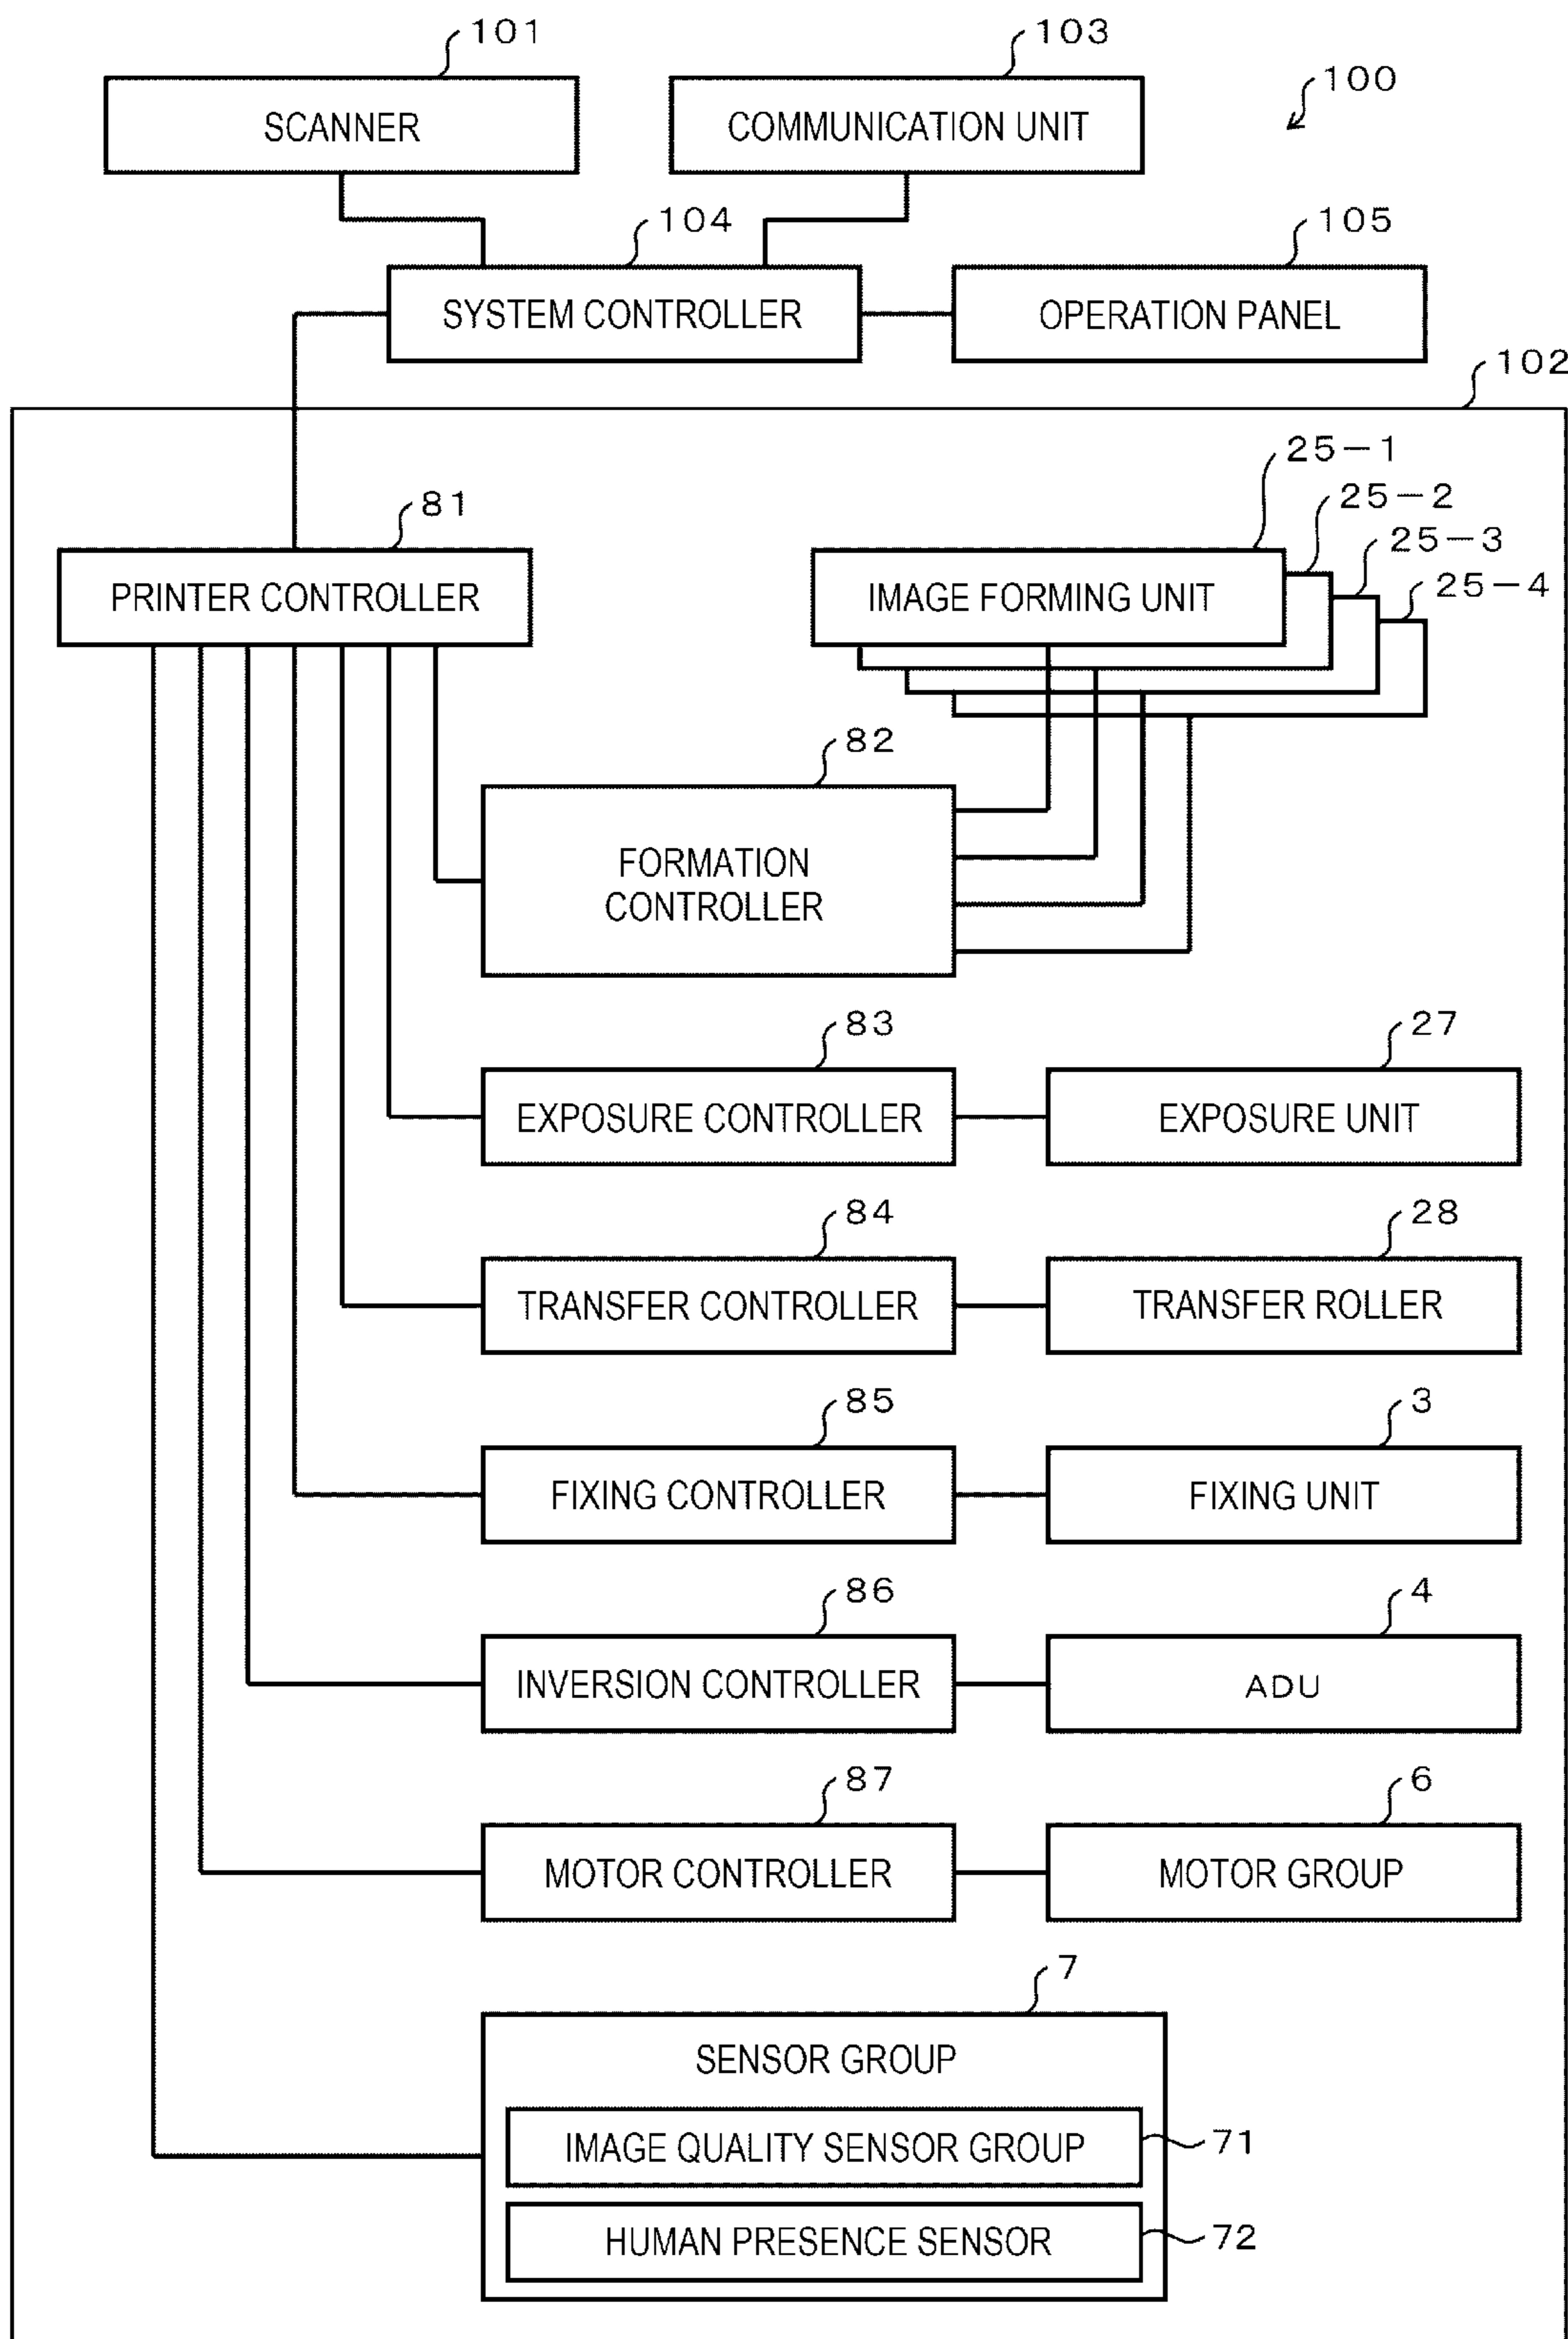 101
103
100
SCANNER
COMMUNICATION UNIT
104
105
SYSTEM CONTROLLER
OPERATION PANEL
102
25-1
25-2
25-3
25-4
81
PRINTER CONTROLLER
IMAGE FORMING UNIT
82
FORMATION
CONTROLLER
83
27
EXPOSURE CONTROLLER
EXPOSURE UNIT
84
28
TRANSFER CONTROLLER
TRANSFER ROLLER
85
3
FIXING CONTROLLER
FIXING UNIT
86
4
INVERSION CONTROLLER
ADU
87
6
MOTOR CONTROLLER
MOTOR GROUP
7
SENSOR GROUP
IMAGE QUALITY SENSOR GROUP
71
HUMAN PRESENCE SENSOR
72